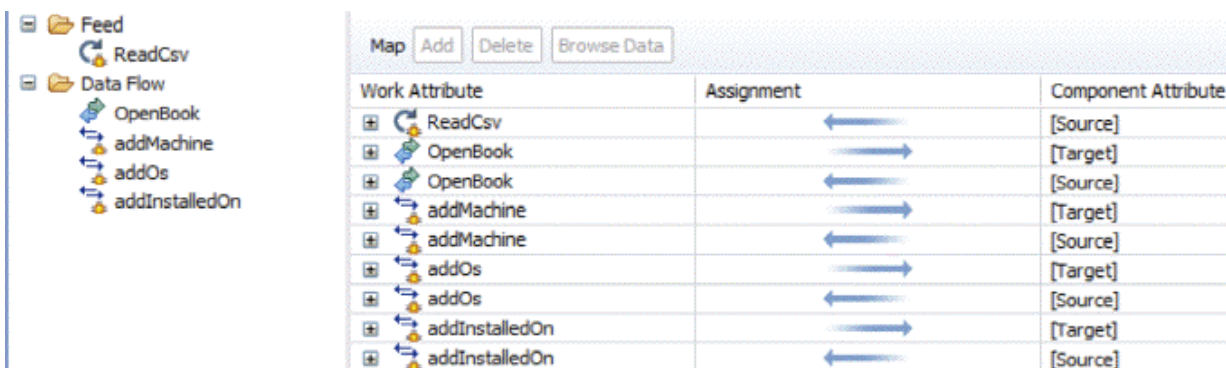 Feed
ReadCsv
Data Flow
OpenBook
addMachine
addOs
addInstalledOn
Map Add Delete Browse Data
Work Attribute Assignment Component Attribute
ReadCsv [Source]
OpenBook [Target]
OpenBook [Source]
addMachine [Target]
addMachine [Source]
addOs [Target]
addOs [Source]
addInstalledOn [Target]
addInstalledOn [Source]